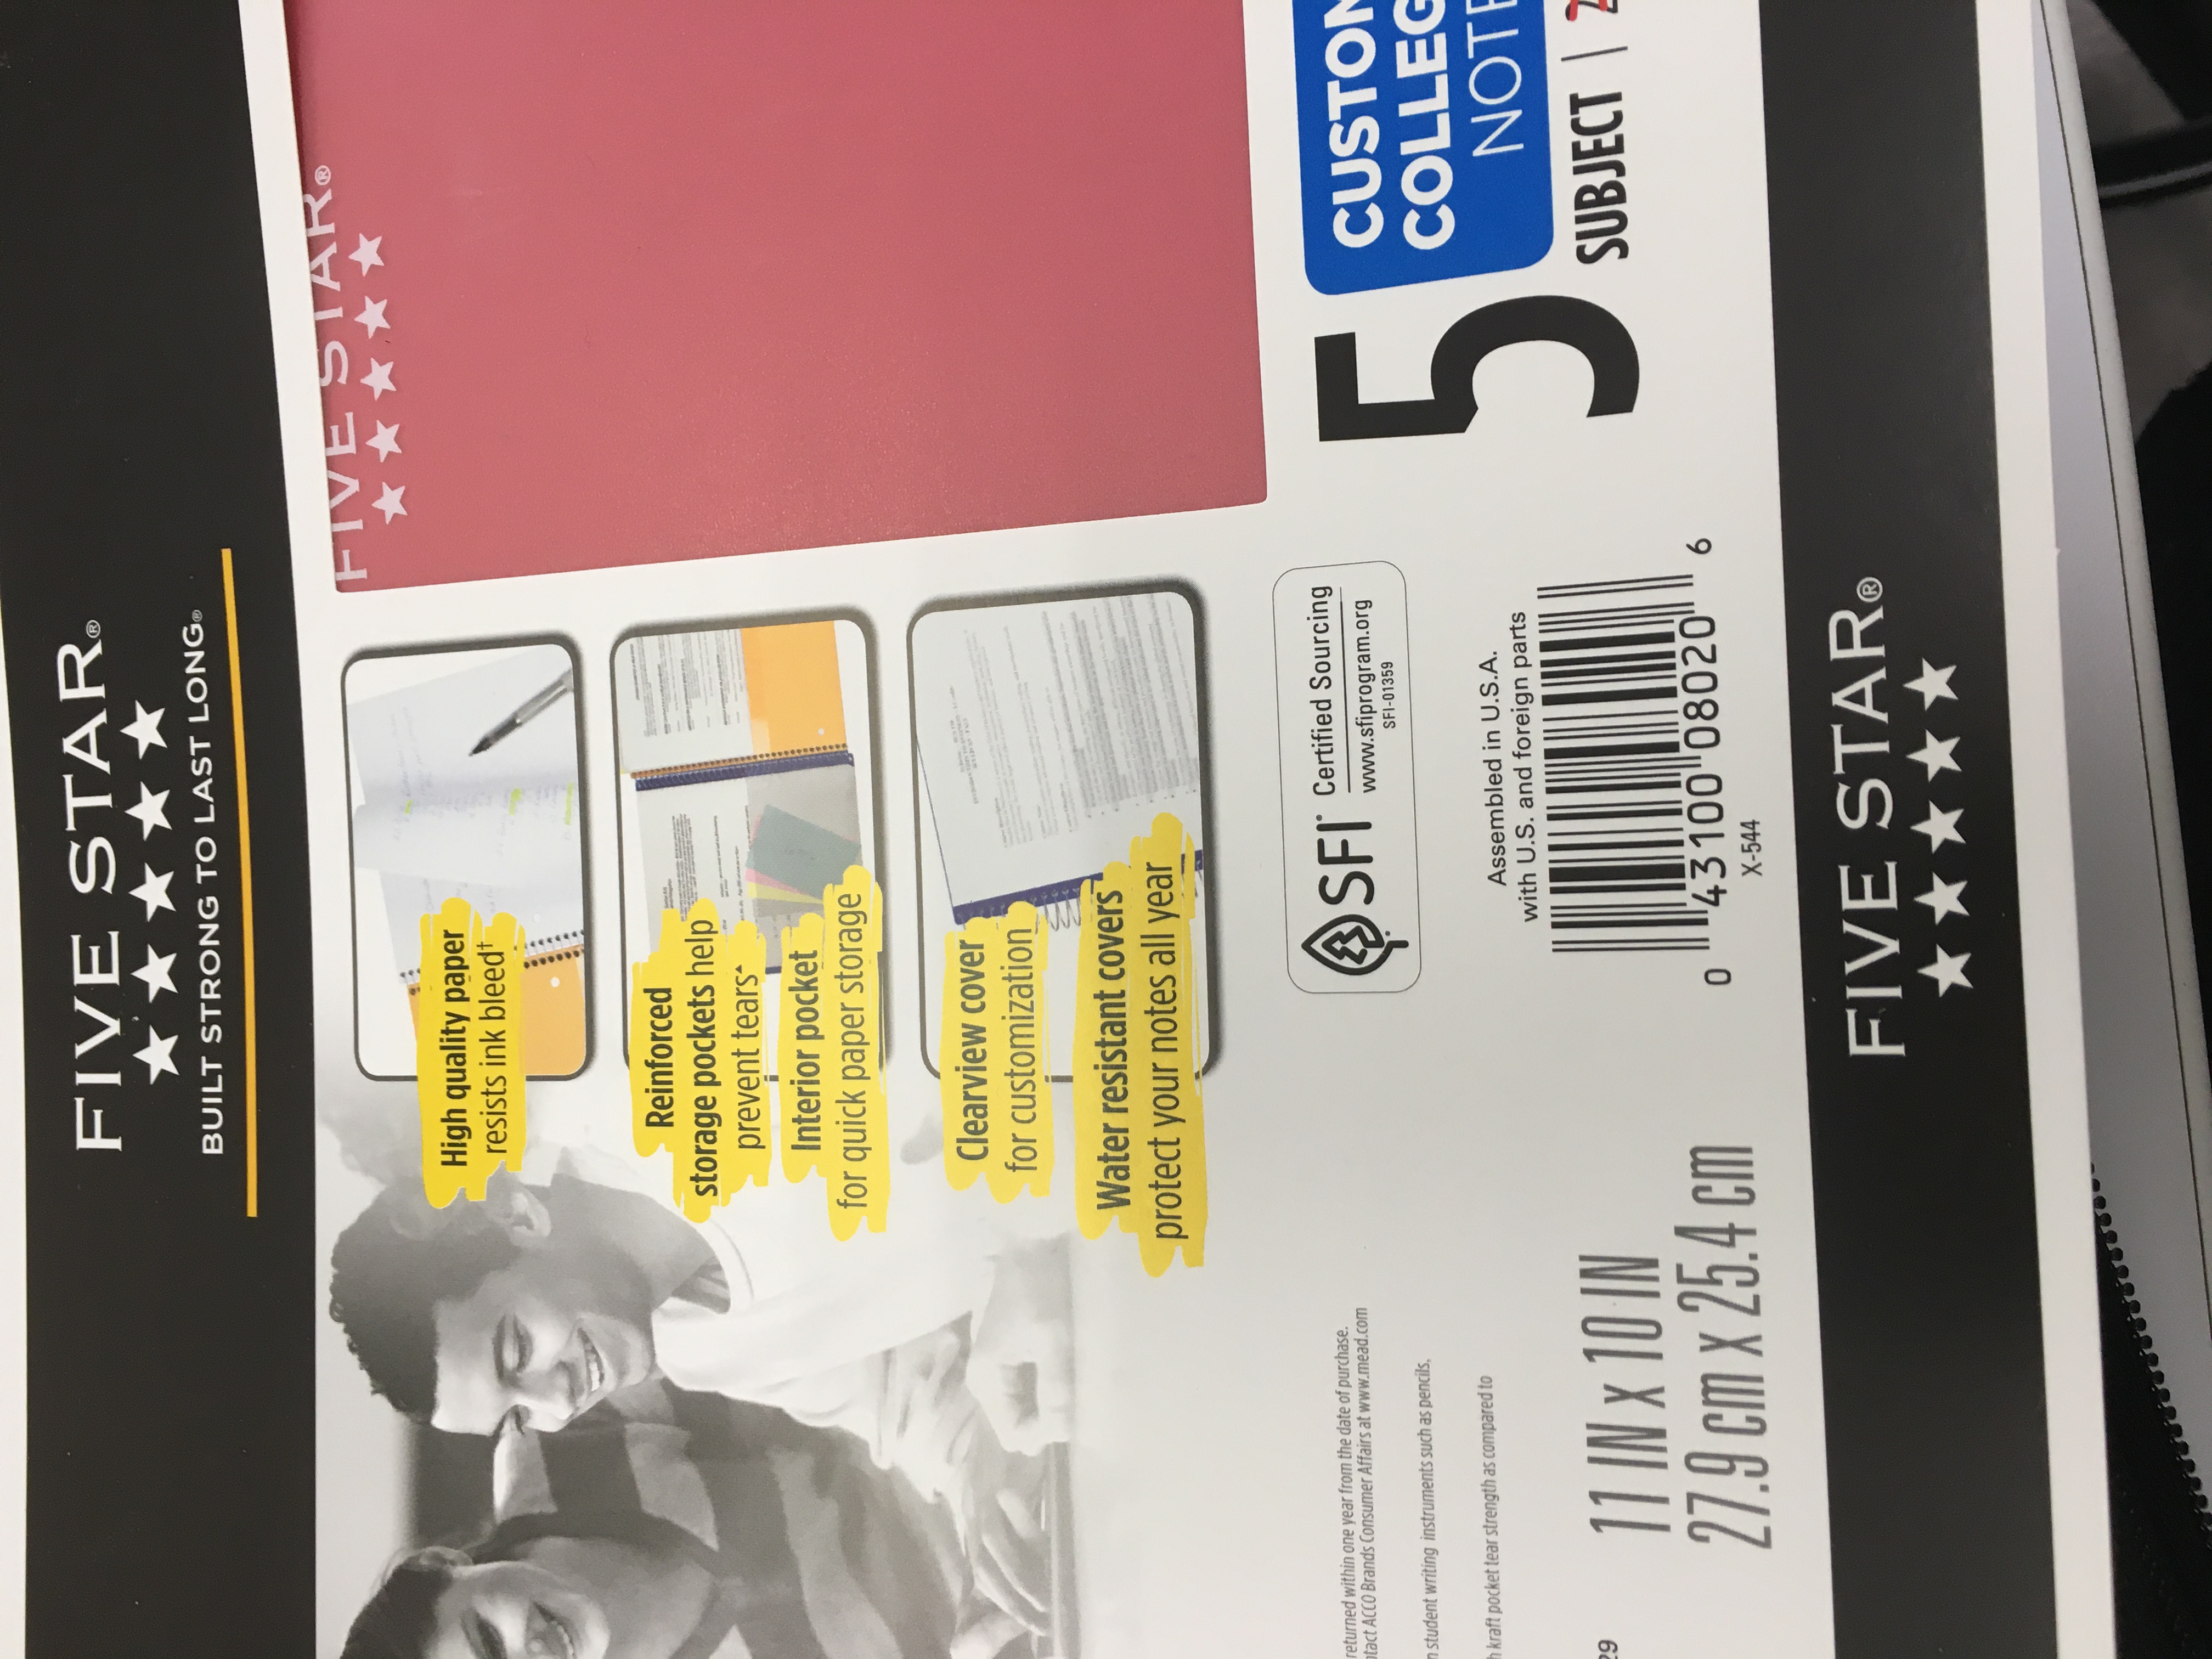 FIVE STAR®
BUILT STRONG TO LAST LONG®
FIVE STAR®
High quality paper
resists ink bleed†
Reinforced
storage pockets help
prevent tears▲
Interior pocket
for quick paper storage
Clearview cover
for customization
Water resistant covers
protect your notes all year
returned within one year from the date of purchase.
ntact ACCO Brands Consumer Affairs at www.mead.com
n student writing instruments such as pencils,
h kraft pocket tear strength as compared to
29
11 IN x 10 IN
27.9 cm x 25.4 cm
SFI®
Certified Sourcing
www.sfiprogram.org
SFI-01359
Assembled in U.S.A.
with U.S. and foreign parts
0 43100 08020 6
X-544
5
CUSTOM
COLLEG
NOTE
SUBJECT | 2
FIVE STAR®